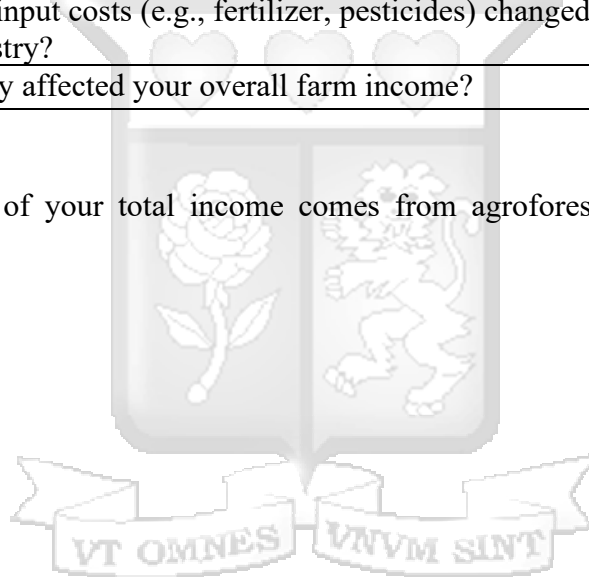 input costs (e.g., fertilizer, pesticides) changed
stry?
y affected your overall farm income?
of your total income comes from agrofores
VT OMNES VNVM SINT